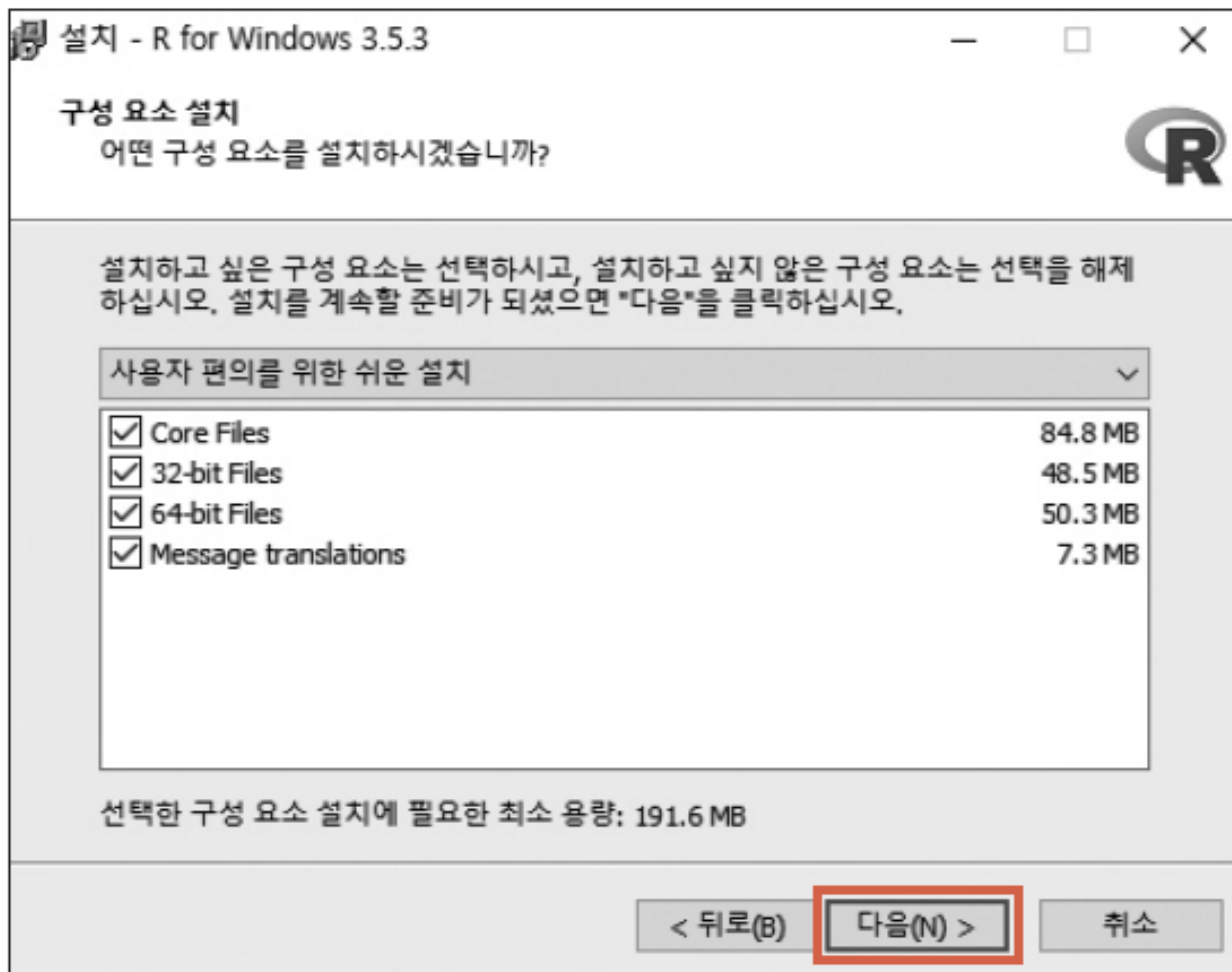 설치 - R for Windows 3.5.3
구성 요소 설치
어떤 구성 요소를 설치하시겠습니까?
R
설치하고 싶은 구성 요소는 선택하시고, 설치하고 싶지 않은 구성 요소는 선택을 해제
하십시오. 설치를 계속할 준비가 되셨으면 "다음"을 클릭하십시오.
사용자 편의를 위한 쉬운 설치
Core Files 84.8 MB
32-bit Files 48.5 MB
64-bit Files 50.3 MB
Message translations 7.3 MB
선택한 구성 요소 설치에 필요한 최소 용량: 191.6 MB
< 뒤로(B) 다음(N) > 취소